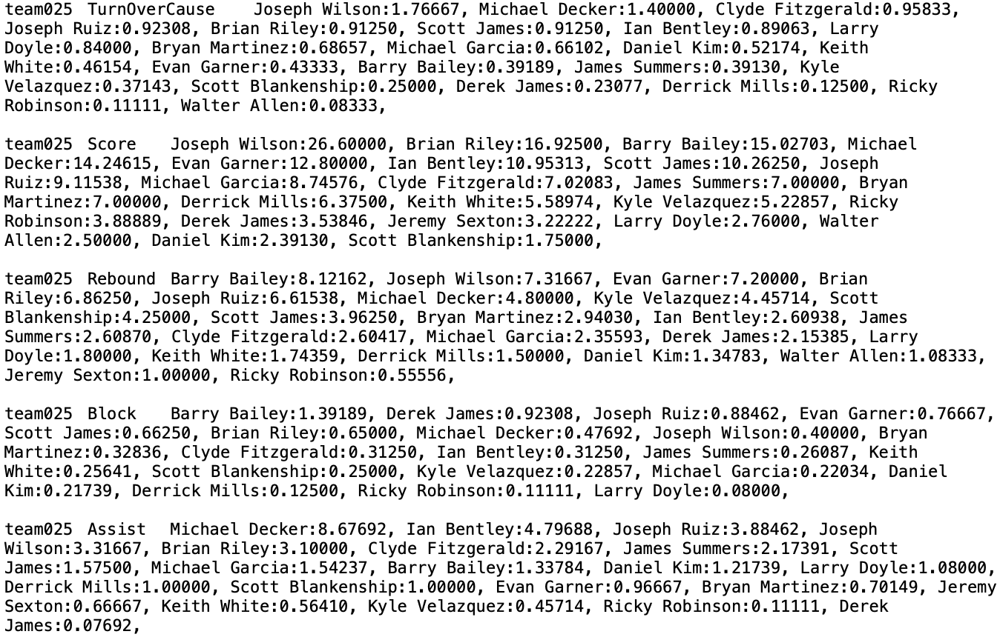 team025 TurnOverCause Joseph Wilson:1.76667, Michael Decker:1.40000, Clyde Fitzgerald:0.95833,
Joseph Ruiz:0.92308, Brian Riley:0.91250, Scott James:0.91250, Ian Bentley:0.89063, Larry
Doyle:0.84000, Bryan Martinez:0.68657, Michael Garcia:0.66102, Daniel Kim:0.52174, Keith
White:0.46154, Evan Garner:0.43333, Barry Bailey:0.39189, James Summers:0.39130, Kyle
Velazquez:0.37143, Scott Blankenship:0.25000, Derek James:0.23077, Derrick Mills:0.12500, Ricky
Robinson:0.11111, Walter Allen:0.08333,
team025 Score Joseph Wilson:26.60000, Brian Riley:16.92500, Barry Bailey:15.02703, Michael
Decker:14.24615, Evan Garner:12.80000, Ian Bentley:10.95313, Scott James:10.26250, Joseph
Ruiz:9.11538, Michael Garcia:8.74576, Clyde Fitzgerald:7.02083, James Summers:7.00000, Bryan
Martinez:7.00000, Derrick Mills:6.37500, Keith White:5.58974, Kyle Velazquez:5.22857, Ricky
Robinson:3.88889, Derek James:3.53846, Jeremy Sexton:3.22222, Larry Doyle:2.76000, Walter
Allen:2.50000, Daniel Kim:2.39130, Scott Blankenship:1.75000,
team025 Rebound Barry Bailey:8.12162, Joseph Wilson:7.31667, Evan Garner:7.20000, Brian
Riley:6.86250, Joseph Ruiz:6.61538, Michael Decker:4.80000, Kyle Velazquez:4.45714, Scott
Blankenship:4.25000, Scott James:3.96250, Bryan Martinez:2.94030, Ian Bentley:2.60938, James
Summers:2.60870, Clyde Fitzgerald:2.60417, Michael Garcia:2.35593, Derek James:2.15385, Larry
Doyle:1.80000, Keith White:1.74359, Derrick Mills:1.50000, Daniel Kim:1.34783, Walter Allen:1.08333,
Jeremy Sexton:1.00000, Ricky Robinson:0.55556,
team025 Block Barry Bailey:1.39189, Derek James:0.92308, Joseph Ruiz:0.88462, Evan Garner:0.76667,
Scott James:0.66250, Brian Riley:0.65000, Michael Decker:0.47692, Joseph Wilson:0.40000, Bryan
Martinez:0.32836, Clyde Fitzgerald:0.31250, Ian Bentley:0.31250, James Summers:0.26087, Keith
White:0.25641, Scott Blankenship:0.25000, Kyle Velazquez:0.22857, Michael Garcia:0.22034, Daniel
Kim:0.21739, Derrick Mills:0.12500, Ricky Robinson:0.11111, Larry Doyle:0.08000,
team025 Assist Michael Decker:8.67692, Ian Bentley:4.79688, Joseph Ruiz:3.88462, Joseph
Wilson:3.31667, Brian Riley:3.10000, Clyde Fitzgerald:2.29167, James Summers:2.17391, Scott
James:1.57500, Michael Garcia:1.54237, Barry Bailey:1.33784, Daniel Kim:1.21739, Larry Doyle:1.08000,
Derrick Mills:1.00000, Scott Blankenship:1.00000, Evan Garner:0.96667, Bryan Martinez:0.70149, Jeremy
Sexton:0.66667, Keith White:0.56410, Kyle Velazquez:0.45714, Ricky Robinson:0.11111, Derek
James:0.07692,